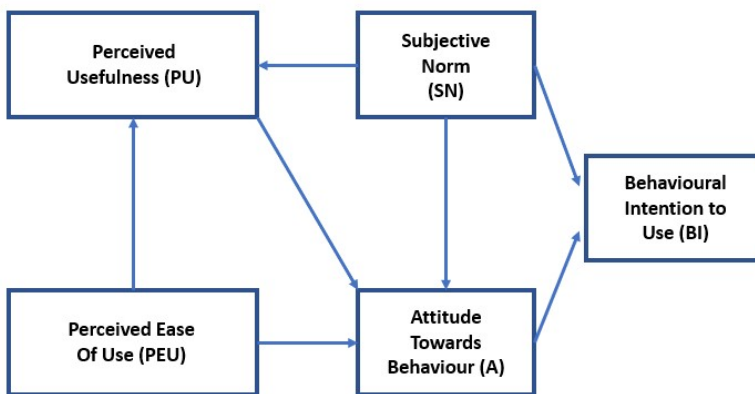 Perceived
Usefulness (PU)
Subjective
Norm
(SN)
Behavioural
Intention to
Use (BI)
Perceived Ease
Of Use (PEU)
Attitude
Towards
Behaviour (A)